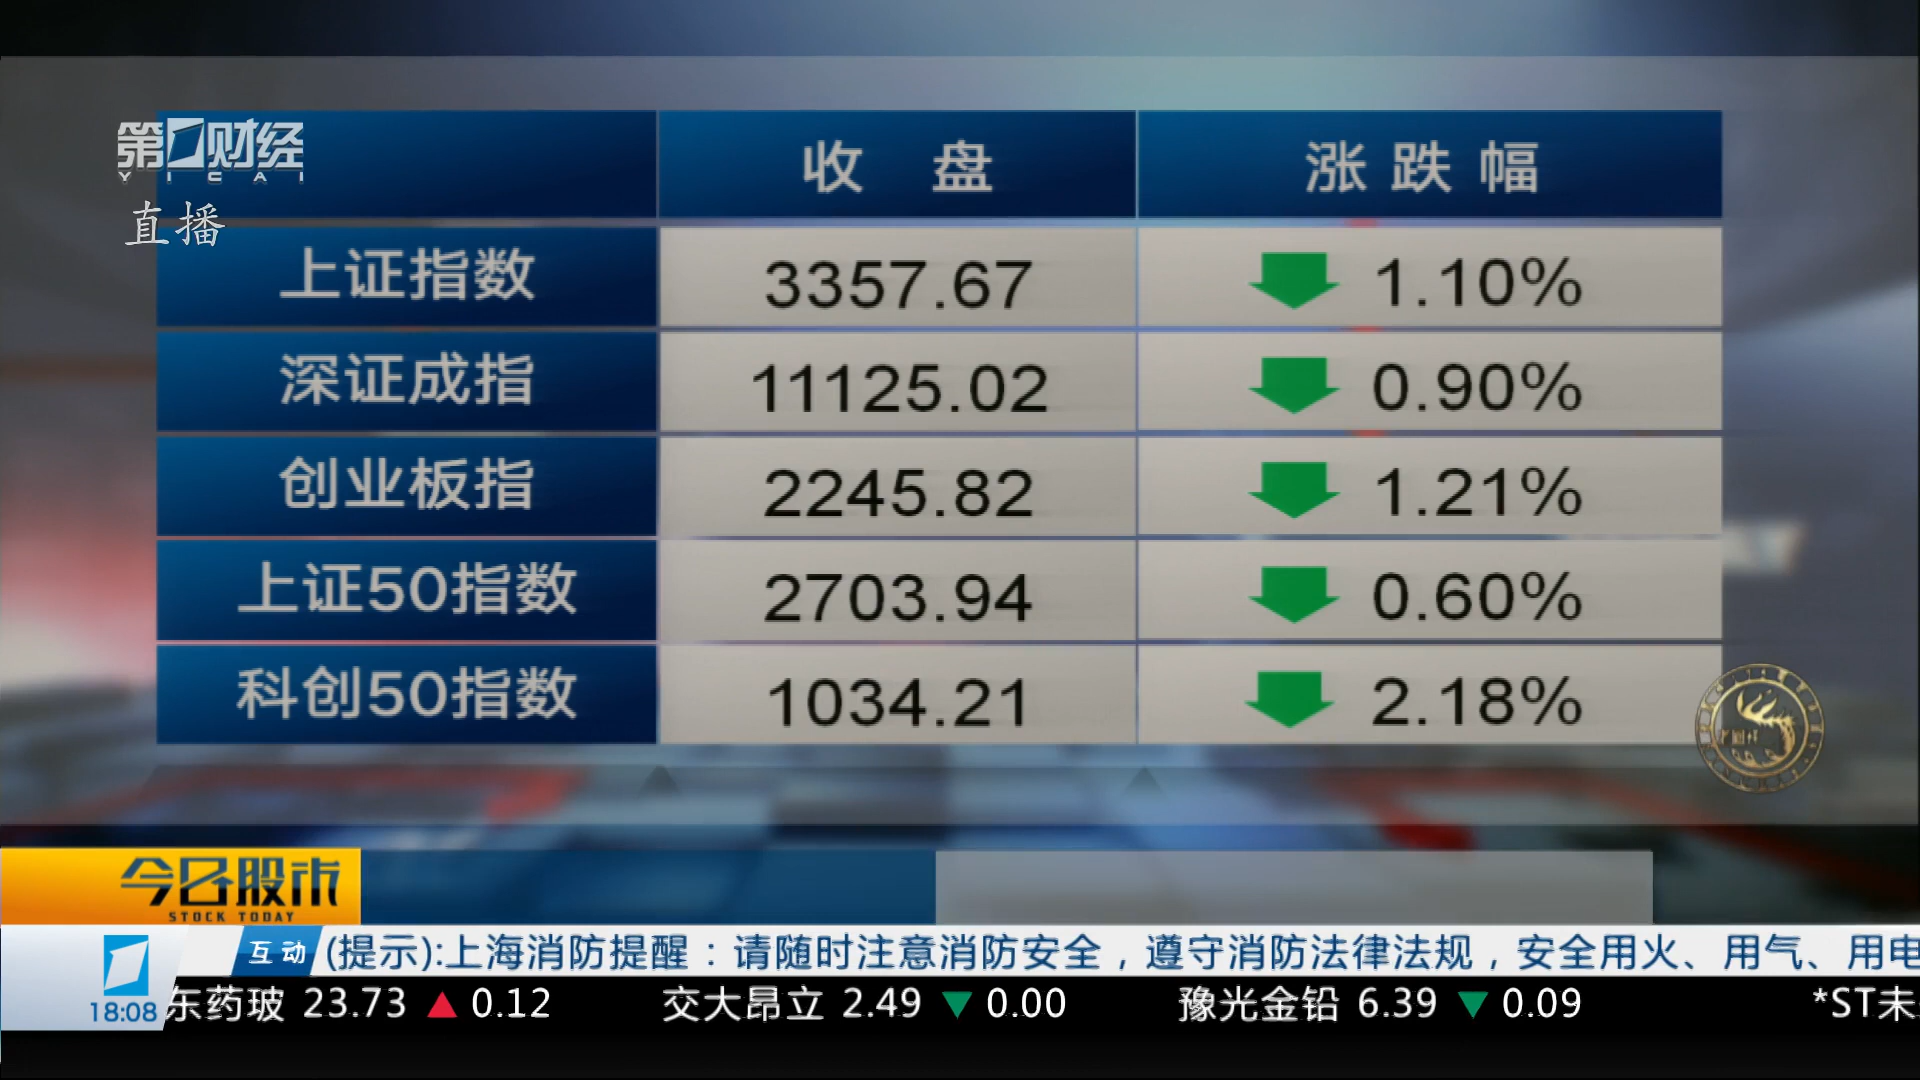 第一财经
YICAI
直播
收 盘 涨跌幅
上证指数 3357.67 1.10%
深证成指 11125.02 0.90%
创业板指 2245.82 1.21%
上证50指数 2703.94 0.60%
科创50指数 1034.21 2.18%
今日股市
STOCK TODAY
互动 (提示):上海消防提醒：请随时注意消防安全，遵守消防法律法规，安全用火、用气、用电
18:08 东药玻 23.73 ▲ 0.12 交大昂立 2.49 ▼ 0.00 豫光金铅 6.39 ▼ 0.09 *ST未